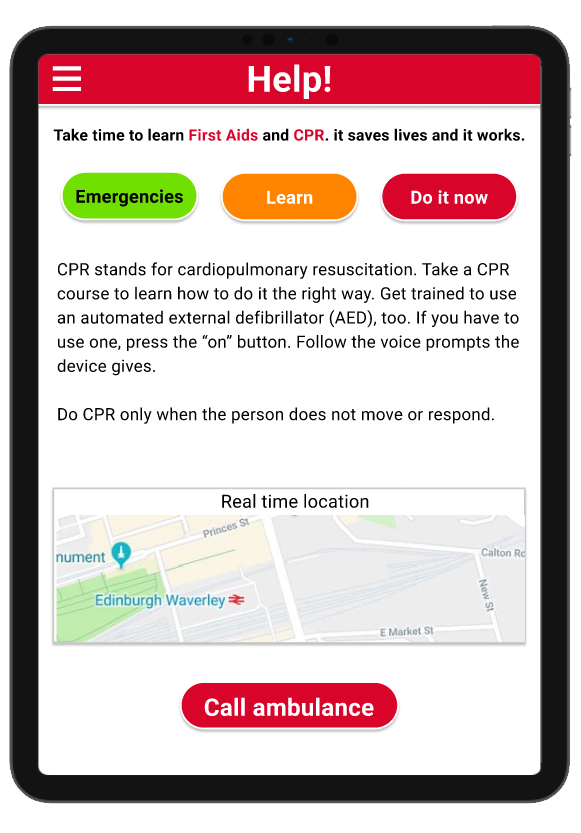 Help!
Take time to learn First Aids and CPR. it saves lives and it works.
Emergencies
Learn
Do it now
CPR stands for cardiopulmonary resuscitation. Take a CPR
course to learn how to do it the right way. Get trained to use
an automated external defibrillator (AED), too. If you have to
use one, press the “on” button. Follow the voice prompts the
device gives.
Do CPR only when the person does not move or respond.
Real time location
Princes St
nument
Calton Rd
Edinburgh Waverley
New St
E Market St
Call ambulance